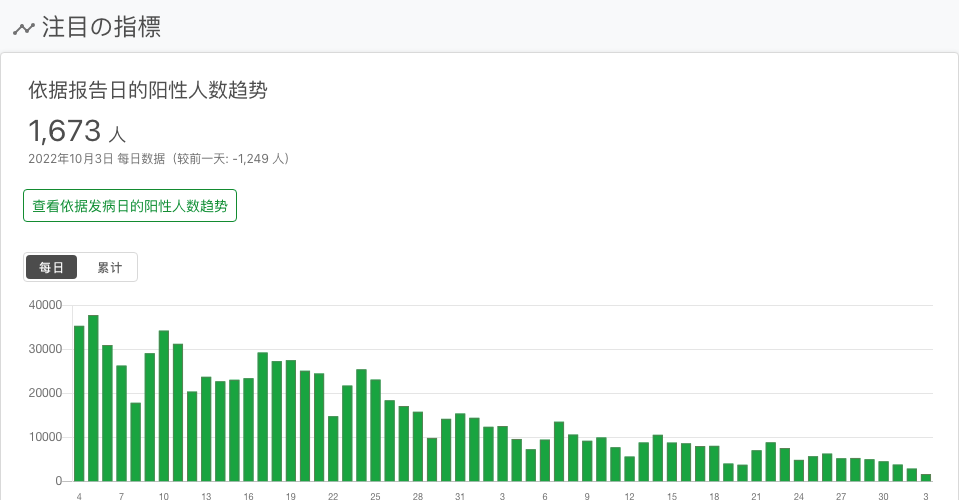 注目の指標
依据报告日的阳性人数趋势
1,673 人
2022年10月3日 每日数据（较前一天: -1,249 人）
查看依据发病日的阳性人数趋势
每日 累计
40000
30000
20000
10000
0
4 7 10 13 16 19 22 25 28 31 3 6 9 12 15 18 21 24 27 30 3